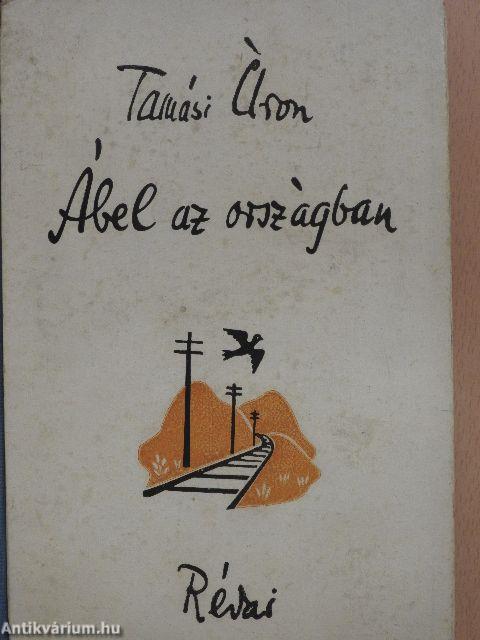 Tamási Áron
Ábel az országban
Révai
Antikvárium.hu